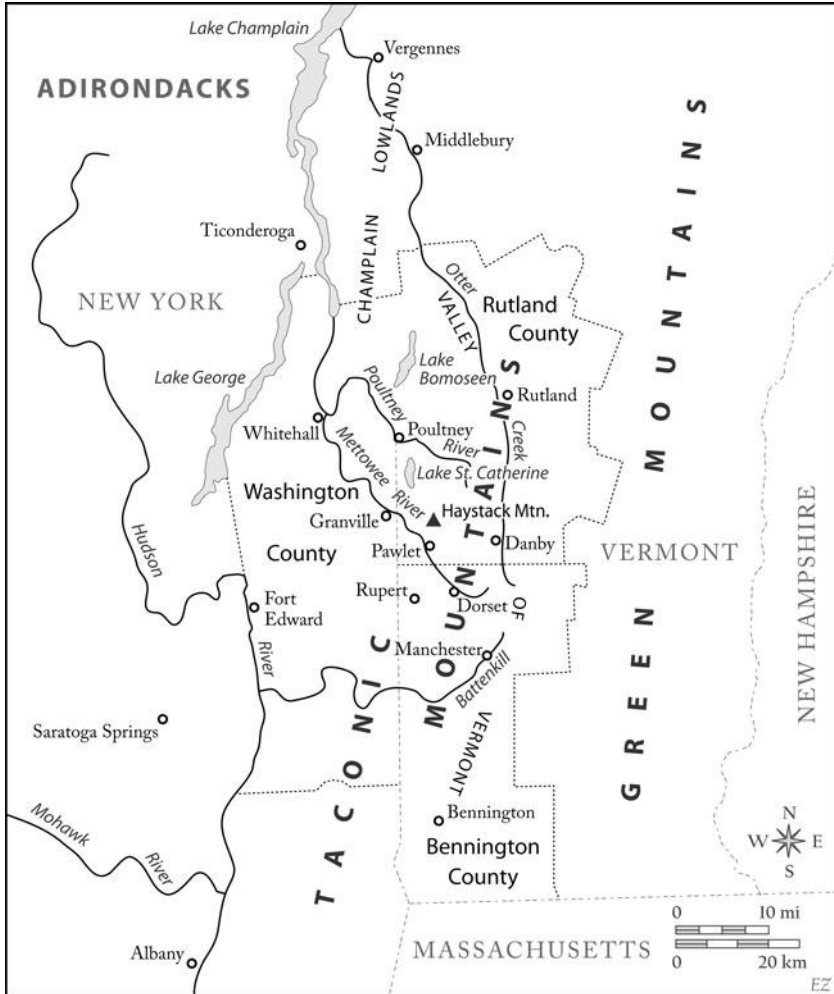 Lake Champlain
Vergennes
ADIRONDACKS
LOWLANDS
Middlebury
MOUNTAINS
Ticonderoga
CHAMPLAIN
Otter
NEW YORK
VALLEY
Rutland
County
Lake George
Poultney
Lake
Bomoseen
Rutland
Whitehall
Poultney
River
Creek
Mettowee
River
Lake St. Catherine
Washington
County
Granville
Haystack Mtn.
Pawlet
Danby
VERMONT
NEW HAMPSHIRE
Hudson
River
Fort
Edward
Rupert
Dorset
OF
GREEN
Manchester
Battenkill
TACONIC
MOUNTAINS
Saratoga Springs
VERMONT
Mohawk
River
Bennington
Bennington
County
N
W E
S
Albany
MASSACHUSETTS
0 10 mi
0 20 km
EZ